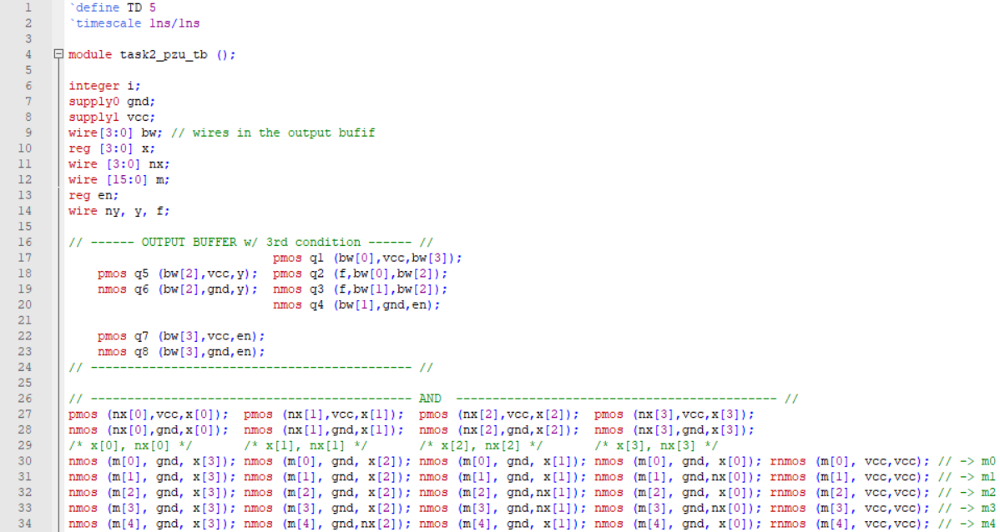 1 `define TD 5
2 `timescale 1ns/1ns
3
4 module task2_pzu_tb ();
5
6 integer i;
7 supply0 gnd;
8 supply1 vcc;
9 wire[3:0] bw; // wires in the output bufif
10 reg [3:0] x;
11 wire [3:0] nx;
12 wire [15:0] m;
13 reg en;
14 wire ny, y, f;
15
16 // ------ OUTPUT BUFFER w/ 3rd condition ------ //
17 pmos q1 (bw[0],vcc,bw[3]);
18 pmos q5 (bw[2],vcc,y); pmos q2 (f,bw[0],bw[2]);
19 nmos q6 (bw[2],gnd,y); nmos q3 (f,bw[1],bw[2]);
20 nmos q4 (bw[1],gnd,en);
21
22 pmos q7 (bw[3],vcc,en);
23 nmos q8 (bw[3],gnd,en);
24 // -------------------------------------------- //
25
26 // -------------------------------------------- AND -------------------------------------------- //
27 pmos (nx[0],vcc,x[0]); pmos (nx[1],vcc,x[1]); pmos (nx[2],vcc,x[2]); pmos (nx[3],vcc,x[3]);
28 nmos (nx[0],gnd,x[0]); nmos (nx[1],gnd,x[1]); nmos (nx[2],gnd,x[2]); nmos (nx[3],gnd,x[3]);
29 /* x[0], nx[0] */ /* x[1], nx[1] */ /* x[2], nx[2] */ /* x[3], nx[3] */
30 nmos (m[0], gnd, x[3]); nmos (m[0], gnd, x[2]); nmos (m[0], gnd, x[1]); nmos (m[0], gnd, x[0]); rnmos (m[0], vcc,vcc); // -> m0
31 nmos (m[1], gnd, x[3]); nmos (m[1], gnd, x[2]); nmos (m[1], gnd, x[1]); nmos (m[1], gnd,nx[0]); rnmos (m[1], vcc,vcc); // -> m1
32 nmos (m[2], gnd, x[3]); nmos (m[2], gnd, x[2]); nmos (m[2], gnd,nx[1]); nmos (m[2], gnd, x[0]); rnmos (m[2], vcc,vcc); // -> m2
33 nmos (m[3], gnd, x[3]); nmos (m[3], gnd, x[2]); nmos (m[3], gnd,nx[1]); nmos (m[3], gnd,nx[0]); rnmos (m[3], vcc,vcc); // -> m3
34 nmos (m[4], gnd, x[3]); nmos (m[4], gnd,nx[2]); nmos (m[4], gnd, x[1]); nmos (m[4], gnd, x[0]); rnmos (m[4], vcc,vcc); // -> m4